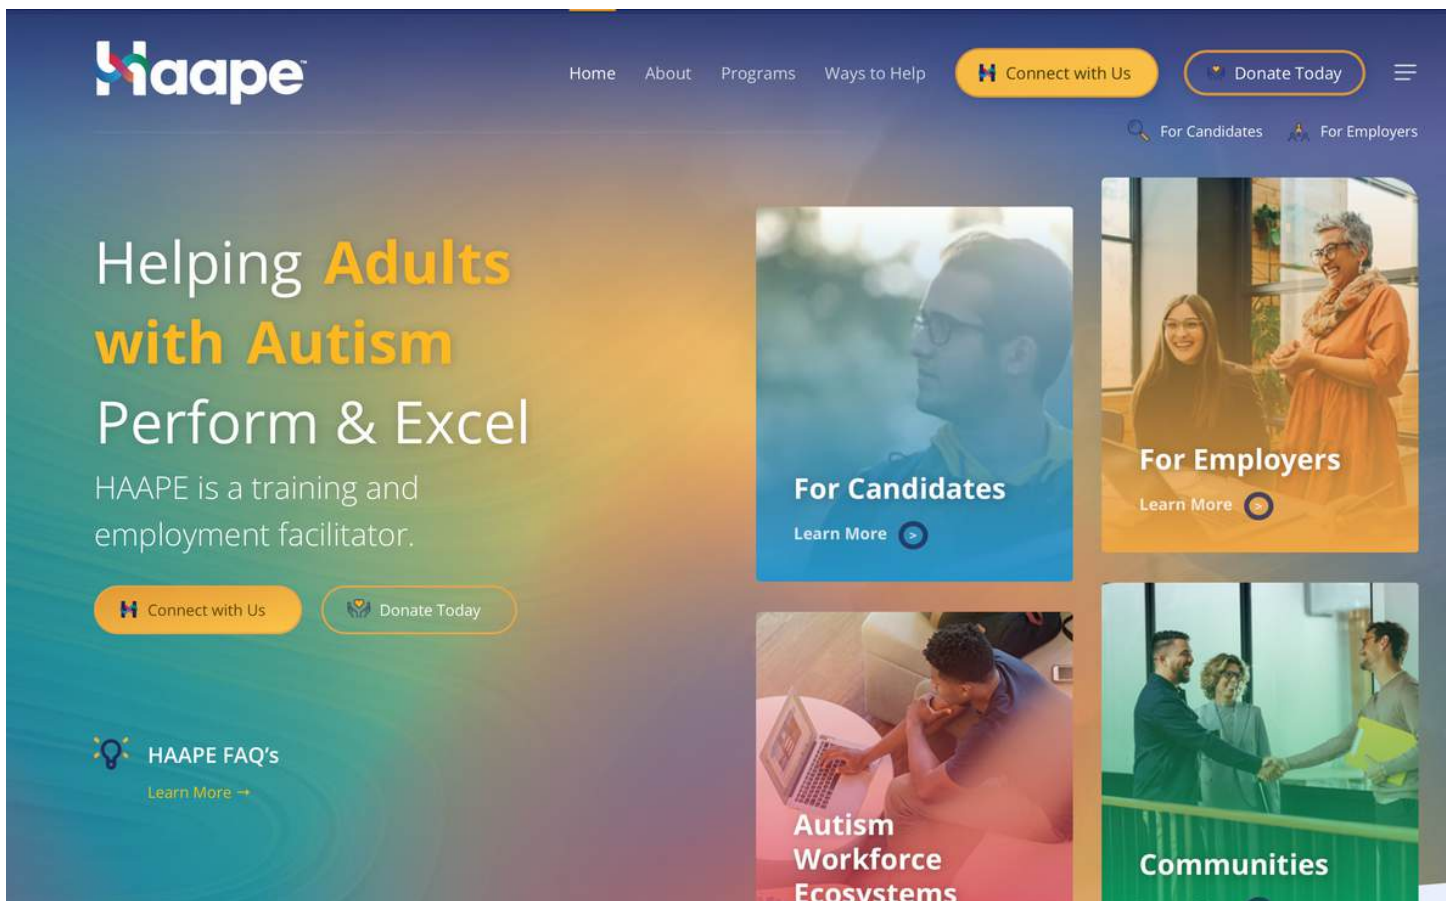 Haape™
Home About Programs Ways to Help Connect with Us Donate Today
For Candidates For Employers
Helping Adults
with Autism
Perform & Excel
HAAPE is a training and
employment facilitator.
Connect with Us Donate Today
HAAPE FAQ's
Learn More →
For Candidates
Learn More >
For Employers
Learn More >
Autism
Workforce
Ecosystems
Communities